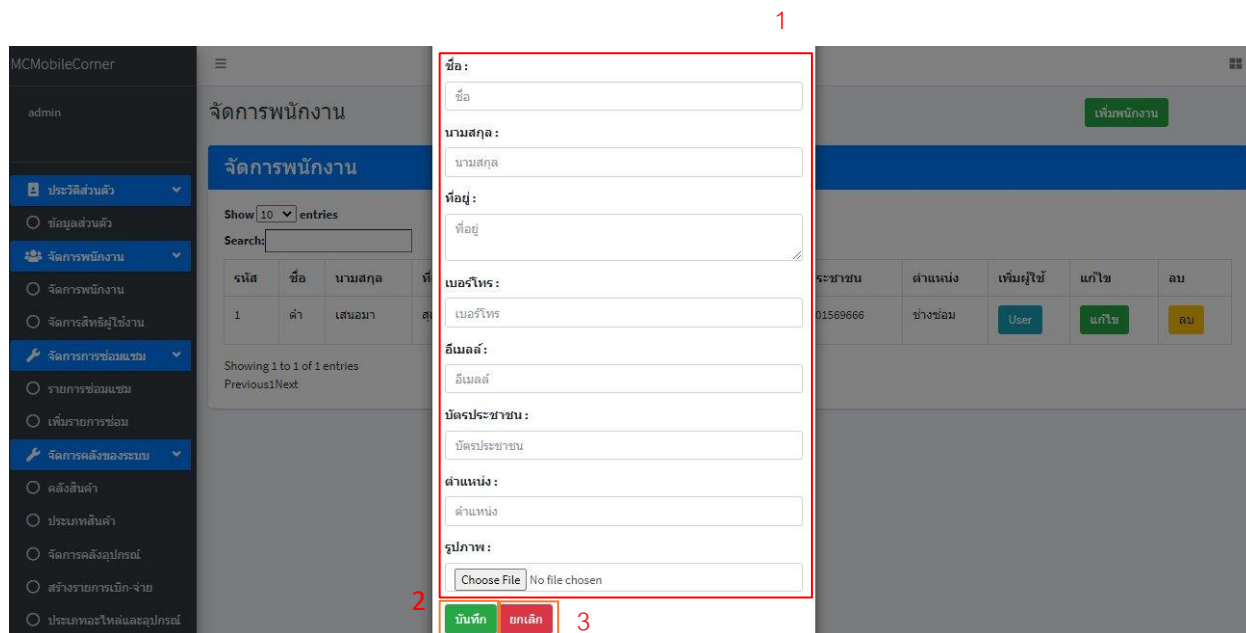 1
MCMobileCorner
admin
ประวัติส่วนตัว
ข้อมูลส่วนตัว
จัดการพนักงาน
จัดการพนักงาน
จัดการสิทธิผู้ใช้งาน
จัดการการซ่อมแซม
รายการซ่อมแซม
เพิ่มรายการซ่อม
จัดการคลังของระบบ
คลังสินค้า
ประเภทสินค้า
จัดการคลังอุปกรณ์
สร้างรายการเบิก-จ่าย
ประเภทอะไหล่และอุปกรณ์
จัดการพนักงาน
เพิ่มพนักงาน
จัดการพนักงาน
Show 10 entries
Search:
รหัส ชื่อ นามสกุล ตำแหน่ง เพิ่มผู้ใช้ แก้ไข ลบ
1 ดำ เสนอมา 01569666 ช่างซ่อม User แก้ไข ลบ
Showing 1 to 1 of 1 entries
Previous1Next
ชื่อ :
ชื่อ
นามสกุล :
นามสกุล
ที่อยู่ :
ที่อยู่
เบอร์โทร :
เบอร์โทร
อีเมลล์ :
อีเมลล์
บัตรประชาชน :
บัตรประชาชน
ตำแหน่ง :
ตำแหน่ง
รูปภาพ :
Choose File No file chosen
2 บันทึก ยกเลิก 3